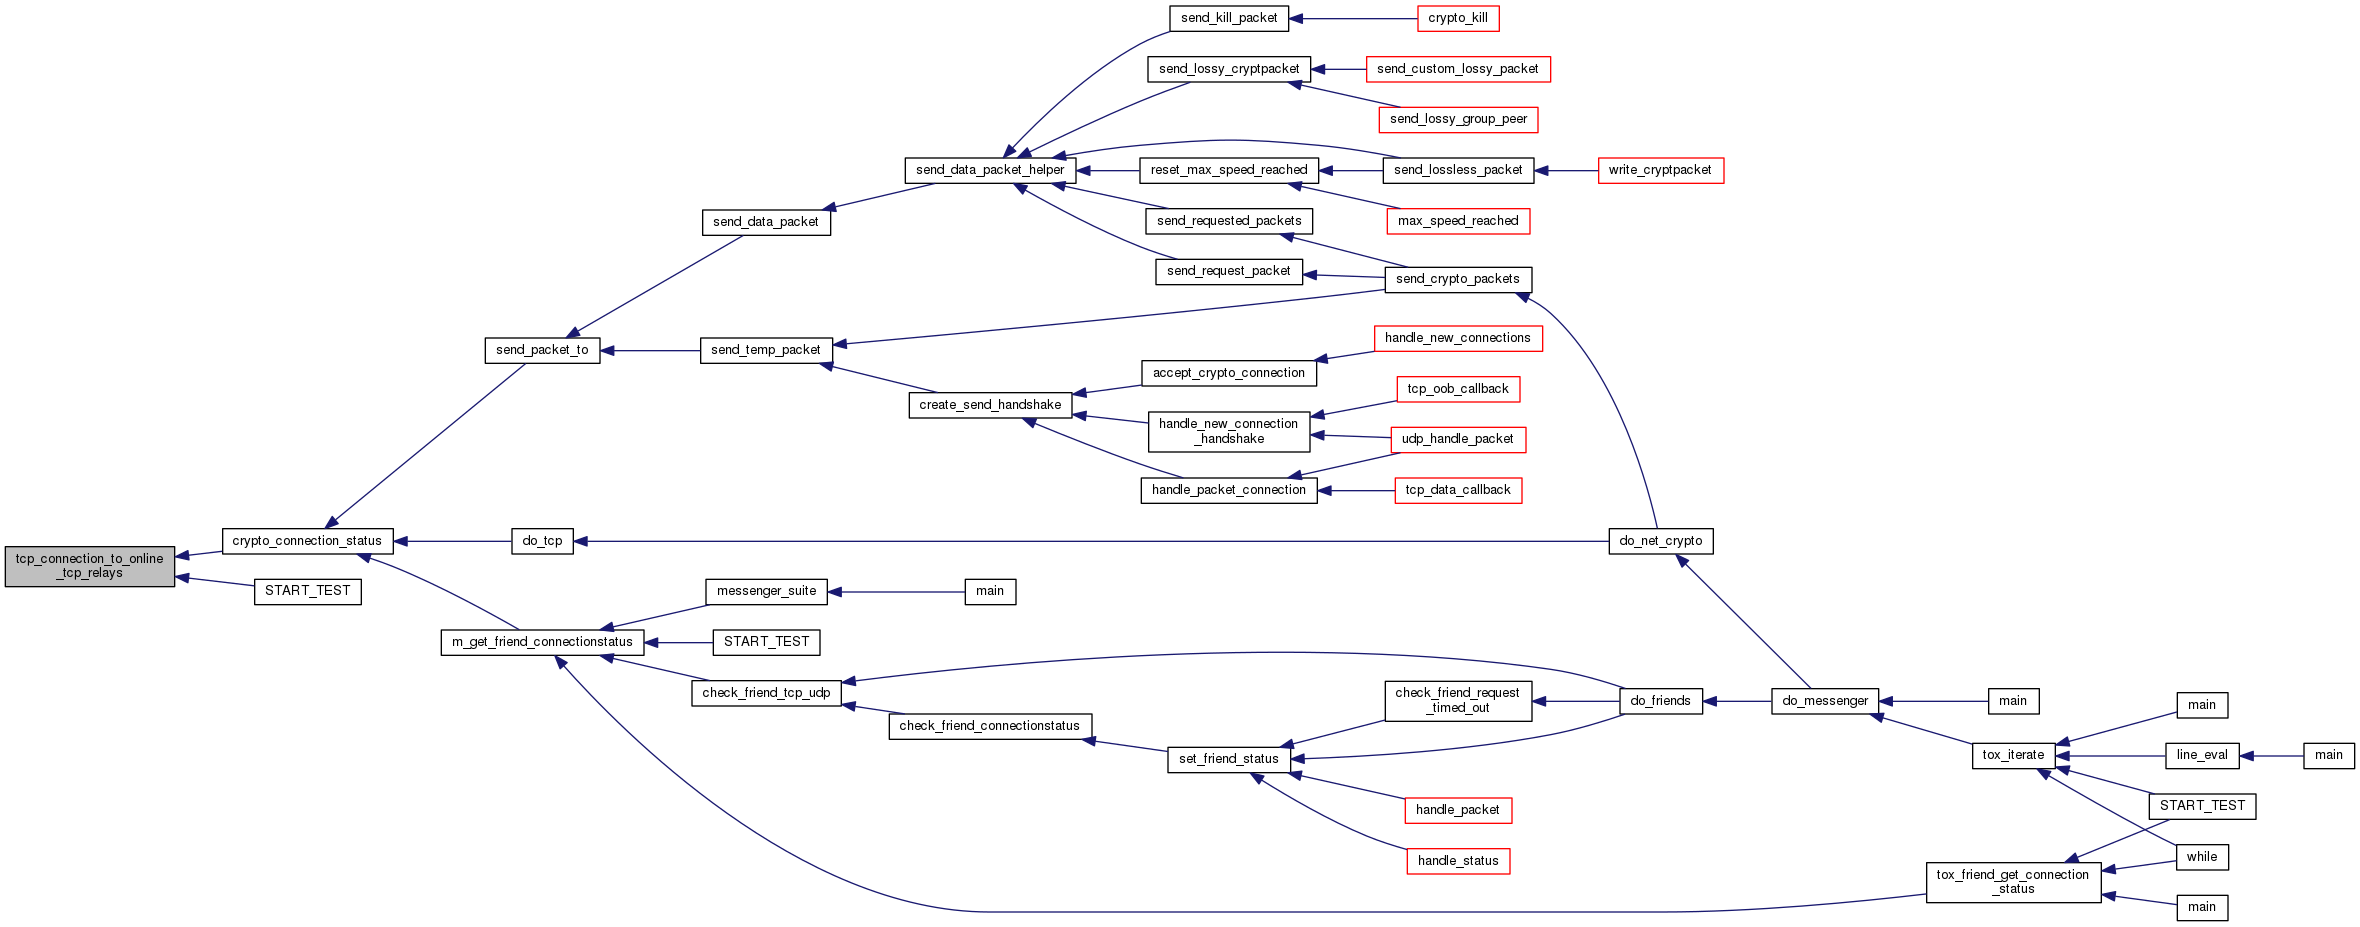 send_kill_packet
crypto_kill
send_lossy_cryptpacket
send_custom_lossy_packet
send_lossy_group_peer
send_data_packet_helper
reset_max_speed_reached
send_lossless_packet
write_cryptpacket
send_data_packet
send_requested_packets
max_speed_reached
send_request_packet
send_crypto_packets
send_packet_to
send_temp_packet
handle_new_connections
accept_crypto_connection
tcp_oob_callback
create_send_handshake
handle_new_connection
_handshake
udp_handle_packet
handle_packet_connection
tcp_data_callback
crypto_connection_status
do_tcp
do_net_crypto
tcp_connection_to_online
_tcp_relays
START_TEST
messenger_suite
main
m_get_friend_connectionstatus
START_TEST
check_friend_tcp_udp
check_friend_request
_timed_out
do_friends
do_messenger
main
main
check_friend_connectionstatus
set_friend_status
tox_iterate
line_eval
main
handle_packet
START_TEST
handle_status
while
tox_friend_get_connection
_status
main